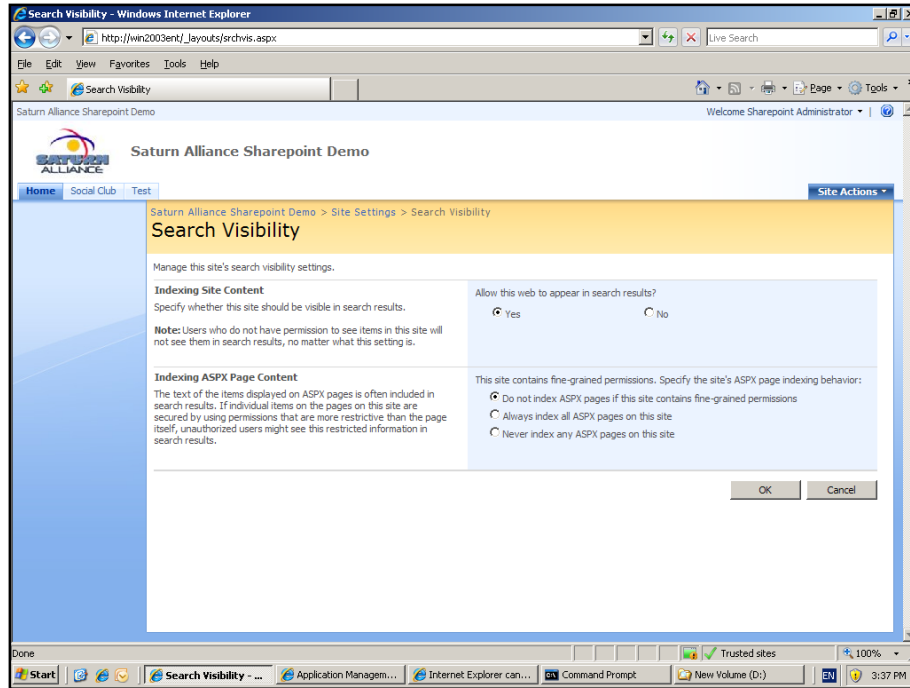 Search Visibility - Windows Internet Explorer
http://win2003ent/_layouts/srchvis.aspx
Live Search
File Edit View Favorites Tools Help
Search Visibility
Page Tools
Saturn Alliance Sharepoint Demo
Welcome Sharepoint Administrator
SATURN
ALLIANCE
Saturn Alliance Sharepoint Demo
Home Social Club Test
Site Actions
Saturn Alliance Sharepoint Demo > Site Settings > Search Visibility
Search Visibility
Manage this site's search visibility settings.
Indexing Site Content
Specify whether this site should be visible in search results.
Note: Users who do not have permission to see items in this site will
not see them in search results, no matter what this setting is.
Allow this web to appear in search results?
Yes No
Indexing ASPX Page Content
The text of the items displayed on ASPX pages is often included in
search results. If individual items on the pages on this site are
secured by using permissions that are more restrictive than the page
itself, unauthorized users might see this restricted information in
search results.
This site contains fine-grained permissions. Specify the site's ASPX page indexing behavior:
Do not index ASPX pages if this site contains fine-grained permissions
Always index all ASPX pages on this site
Never index any ASPX pages on this site
OK Cancel
Done
Trusted sites
100%
Start
Search Visibility - ...
Application Managem...
Internet Explorer can...
Command Prompt
New Volume (D:)
EN
3:37 PM